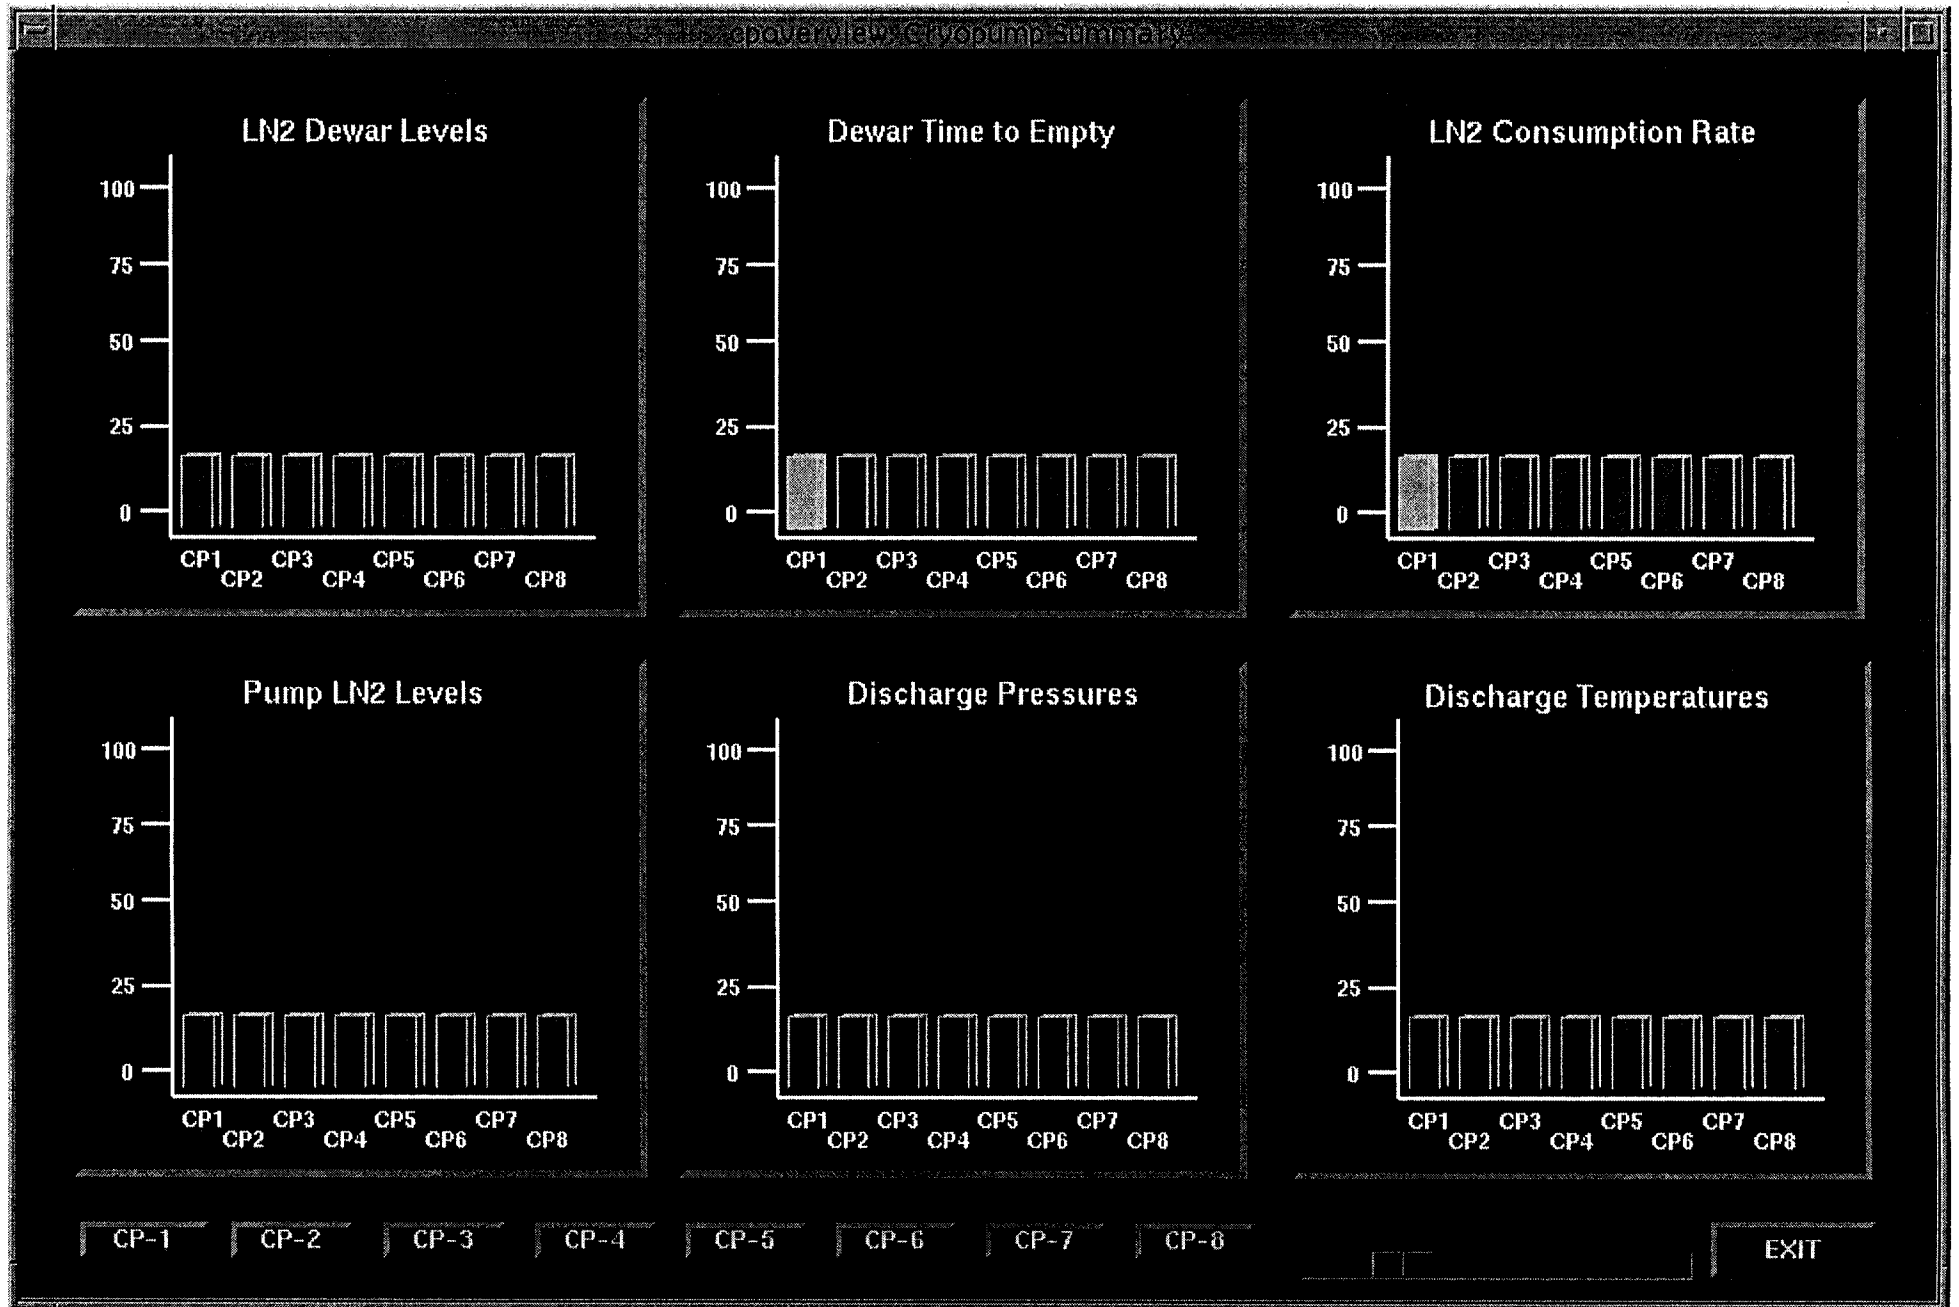 cpoverview: Cryopump Summary
LN2 Dewar Levels
100
75
50
25
0
CP1 CP2 CP3 CP4 CP5 CP6 CP7 CP8
Dewar Time to Empty
100
75
50
25
0
CP1 CP2 CP3 CP4 CP5 CP6 CP7 CP8
LN2 Consumption Rate
100
75
50
25
0
CP1 CP2 CP3 CP4 CP5 CP6 CP7 CP8
Pump LN2 Levels
100
75
50
25
0
CP1 CP2 CP3 CP4 CP5 CP6 CP7 CP8
Discharge Pressures
100
75
50
25
0
CP1 CP2 CP3 CP4 CP5 CP6 CP7 CP8
Discharge Temperatures
100
75
50
25
0
CP1 CP2 CP3 CP4 CP5 CP6 CP7 CP8
CP-1 CP-2 CP-3 CP-4 CP-5 CP-6 CP-7 CP-8 EXIT